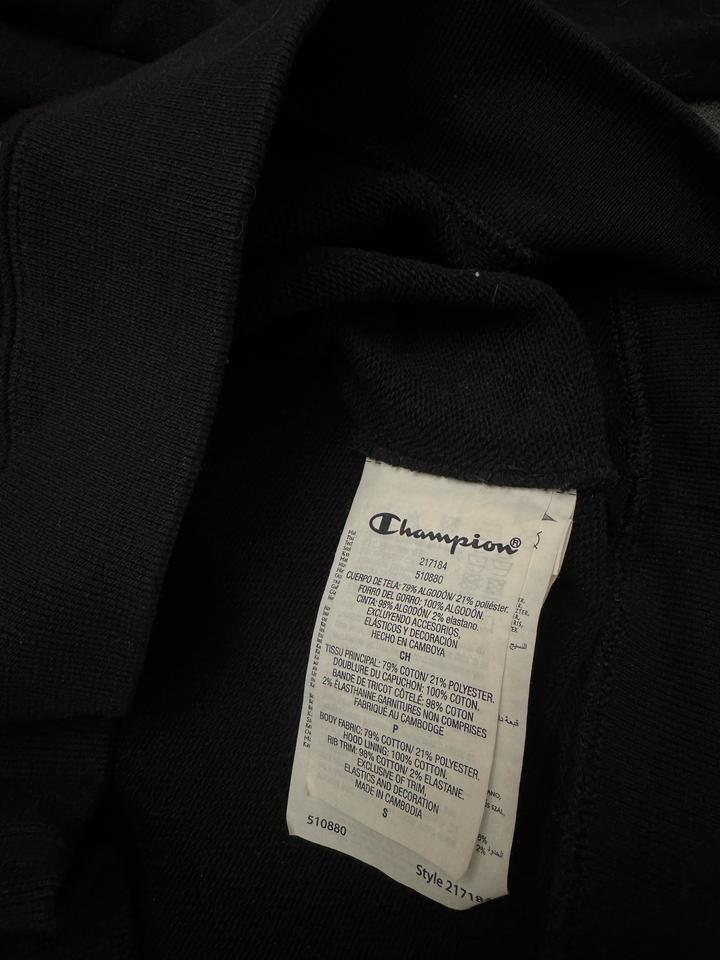 Champion®
217184
510880
CUERPO DE TELA: 79% ALGODÓN/ 21% poliéster.
FORRO DEL GORRO: 100% ALGODÓN.
CINTA: 98% ALGODÓN/ 2% elastano.
EXCLUYENDO ACCESORIOS,
ELÁSTICOS Y DECORACIÓN
HECHO EN CAMBOYA
CH
TISSU PRINCIPAL: 79% COTON/ 21% POLYESTER.
DOUBLURE DU CAPUCHON: 100% COTON.
BANDE DE TRICOT CÔTELÉ: 98% COTON
2% ÉLASTHANNE.GARNITURES NON COMPRISES
FABRIQUÉ AU CAMBODGE
P
BODY FABRIC: 79% COTTON/ 21% POLYESTER.
HOOD LINING: 100% COTTON.
RIB TRIM: 98% COTTON/ 2% ELASTANE.
EXCLUSIVE OF TRIM,
ELASTICS AND DECORATION
MADE IN CAMBODIA
S
510880
Style 217184